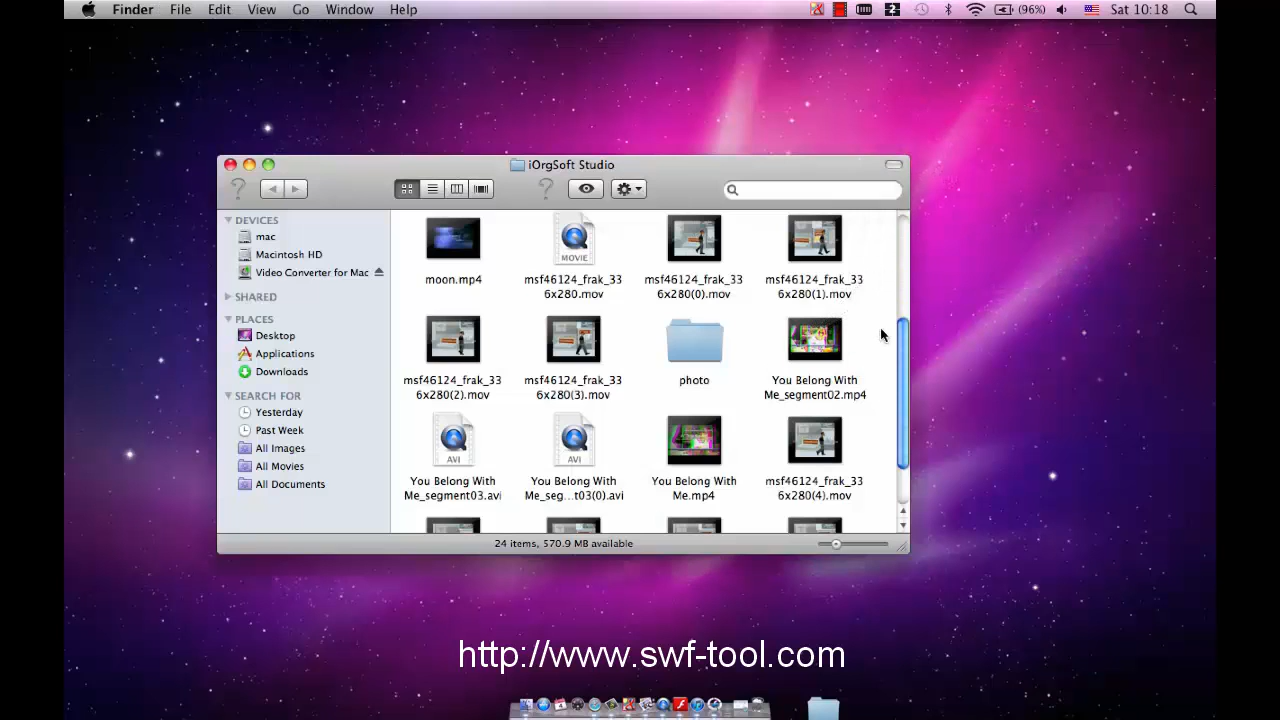 Finder File Edit View Go Window Help 2 (96%) Sat 10:18
iOrgSoft Studio
DEVICES
mac
Macintosh HD
Video Converter for Mac
SHARED
PLACES
Desktop
Applications
Downloads
SEARCH FOR
Yesterday
Past Week
All Images
All Movies
All Documents
MOVIE
moon.mp4
msf46124_frak_33
6x280.mov
msf46124_frak_33
6x280(0).mov
msf46124_frak_33
6x280(1).mov
msf46124_frak_33
6x280(2).mov
msf46124_frak_33
6x280(3).mov
photo
You Belong With
Me_segment02.mp4
AVI
You Belong With
Me_segment03.avi
AVI
You Belong With
Me_seg...t03(0).avi
You Belong With
Me.mp4
msf46124_frak_33
6x280(4).mov
24 items, 570.9 MB available
http://www.swf-tool.com